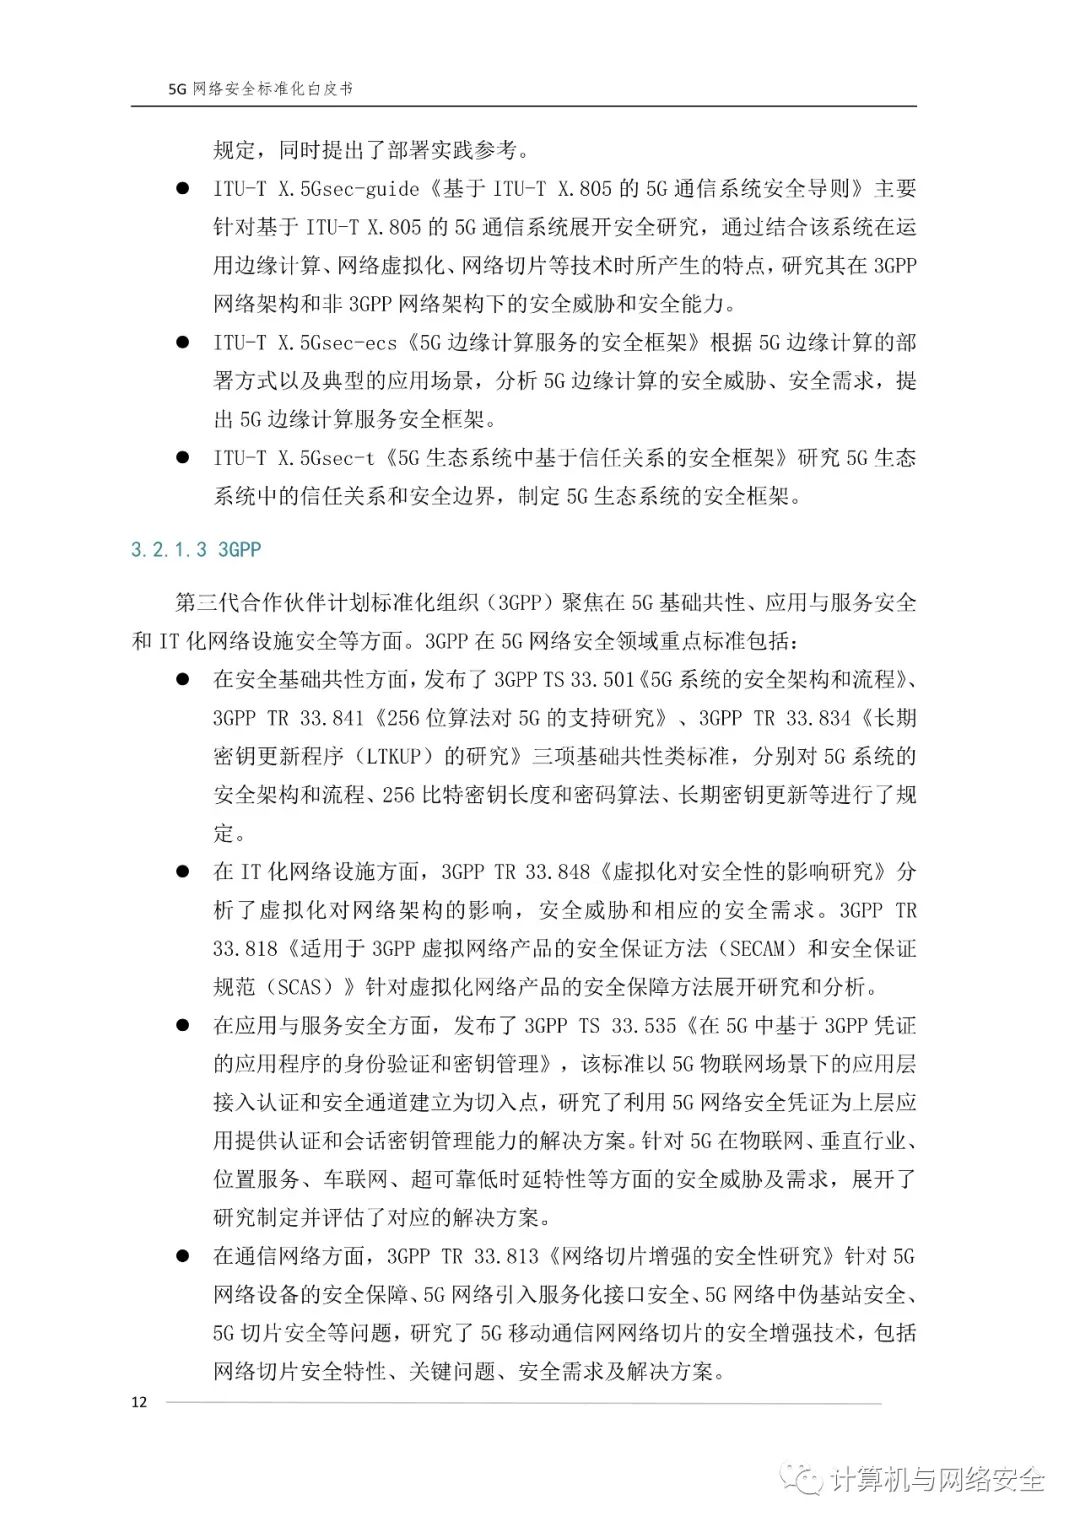 5G 网络安全标准化白皮书
规定，同时提出了部署实践参考。
● ITU-T X.5Gsec-guide《基于 ITU-T X.805 的 5G 通信系统安全导则》主要
针对基于 ITU-T X.805 的 5G 通信系统展开安全研究，通过结合该系统在运
用边缘计算、网络虚拟化、网络切片等技术时所产生的特点，研究其在 3GPP
网络架构和非 3GPP 网络架构下的安全威胁和安全能力。
● ITU-T X.5Gsec-ecs《5G 边缘计算服务的安全框架》根据 5G 边缘计算的部
署方式以及典型的应用场景，分析 5G 边缘计算的安全威胁、安全需求，提
出 5G 边缘计算服务安全框架。
● ITU-T X.5Gsec-t《5G 生态系统中基于信任关系的安全框架》研究 5G 生态
系统中的信任关系和安全边界，制定 5G 生态系统的安全框架。
3.2.1.3 3GPP
第三代合作伙伴计划标准化组织（3GPP）聚焦在 5G 基础共性、应用与服务安全
和 IT 化网络设施安全等方面。3GPP 在 5G 网络安全领域重点标准包括：
● 在安全基础共性方面，发布了 3GPP TS 33.501《5G 系统的安全架构和流程》、
3GPP TR 33.841《256 位算法对 5G 的支持研究》、3GPP TR 33.834《长期
密钥更新程序（LTKUP）的研究》三项基础共性类标准，分别对 5G 系统的
安全架构和流程、256 比特密钥长度和密码算法、长期密钥更新等进行了规
定。
● 在 IT 化网络设施方面，3GPP TR 33.848《虚拟化对安全性的影响研究》分
析了虚拟化对网络架构的影响，安全威胁和相应的安全需求。3GPP TR
33.818《适用于 3GPP 虚拟网络产品的安全保证方法（SECAM）和安全保证
规范（SCAS）》针对虚拟化网络产品的安全保障方法展开研究和分析。
● 在应用与服务安全方面，发布了 3GPP TS 33.535《在 5G 中基于 3GPP 凭证
的应用程序的身份验证和密钥管理》，该标准以 5G 物联网场景下的应用层
接入认证和安全通道建立为切入点，研究了利用 5G 网络安全凭证为上层应
用提供认证和会话密钥管理能力的解决方案。针对 5G 在物联网、垂直行业、
位置服务、车联网、超可靠低时延特性等方面的安全威胁及需求，展开了
研究制定并评估了对应的解决方案。
● 在通信网络方面，3GPP TR 33.813《网络切片增强的安全性研究》针对 5G
网络设备的安全保障、5G 网络引入服务化接口安全、5G 网络中伪基站安全、
5G 切片安全等问题，研究了 5G 移动通信网网络切片的安全增强技术，包括
网络切片安全特性、关键问题、安全需求及解决方案。
12
计算机与网络安全